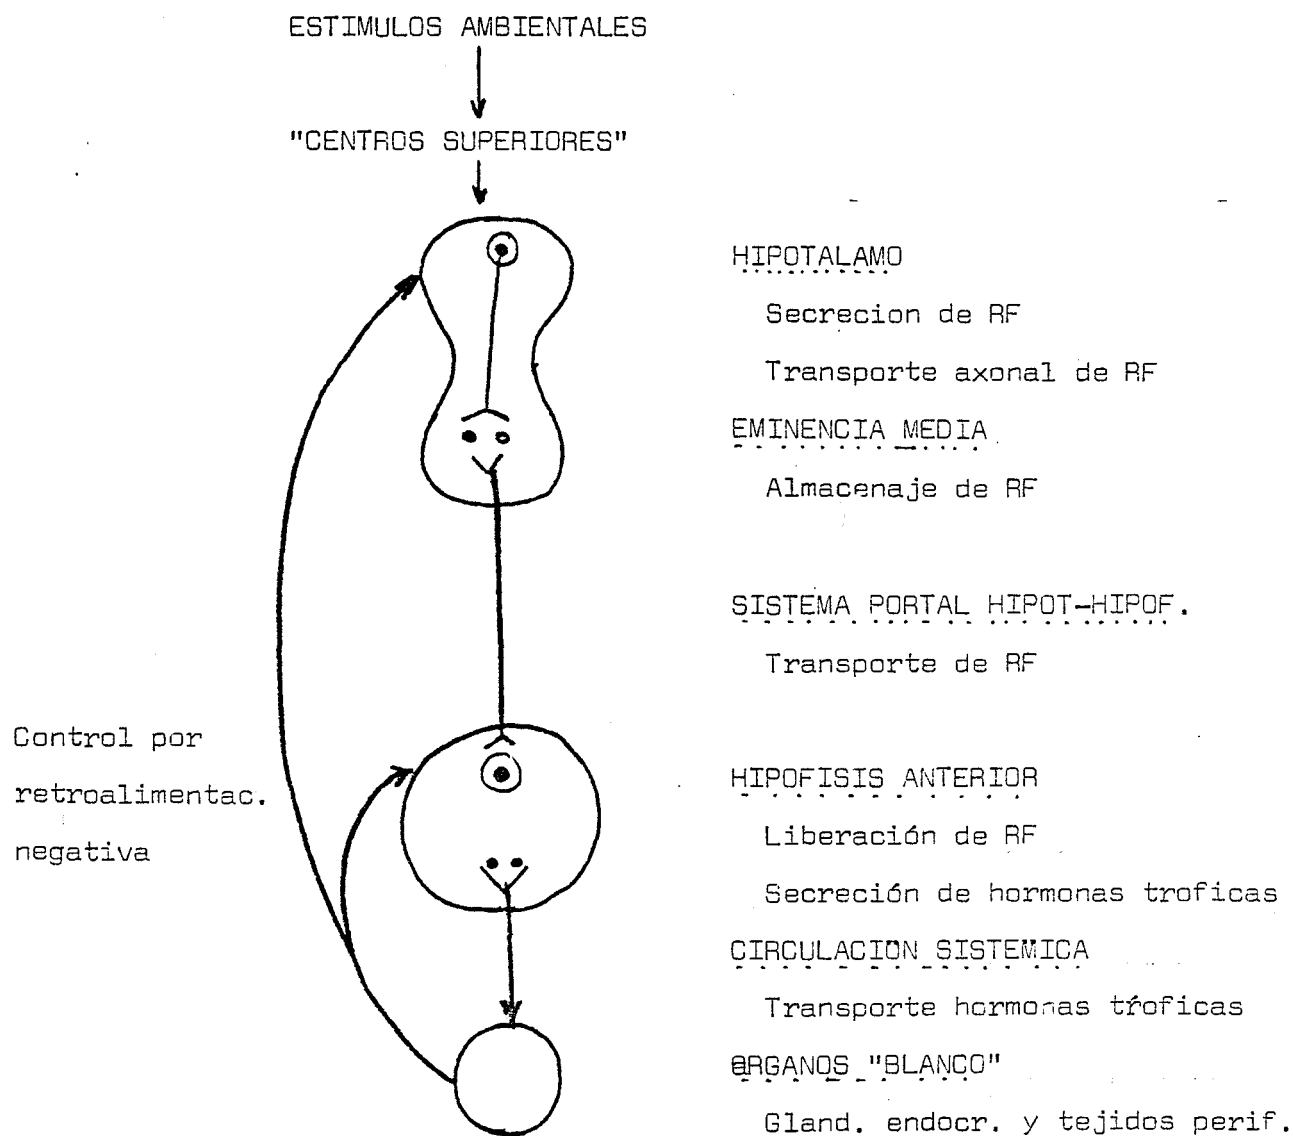 ESTIMULOS AMBIENTALES
"CENTROS SUPERIORES"
HIPOTALAMO
Secrecion de RF
Transporte axonal de RF
EMINENCIA MEDIA
Almacenaje de RF
SISTEMA PORTAL HIPOT-HIPOF.
Transporte de RF
Control por
retroalimentac.
negativa
HIPOFISIS ANTERIOR
Liberación de RF
Secreción de hormonas troficas
CIRCULACION SISTEMICA
Transporte hormonas tróficas
ORGANOS "BLANCO"
Gland. endocr. y tejidos perif.